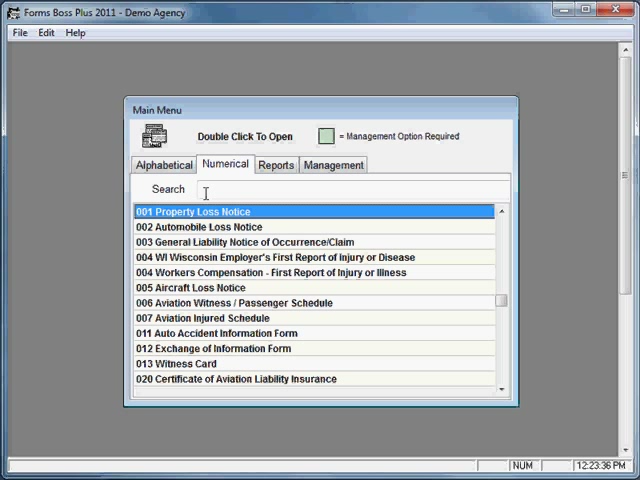 Forms Boss Plus 2011 - Demo Agency
File Edit Help
Main Menu
Double Click To Open
= Management Option Required
Alphabetical Numerical Reports Management
Search
001 Property Loss Notice
002 Automobile Loss Notice
003 General Liability Notice of Occurrence/Claim
004 WI Wisconsin Employer's First Report of Injury or Disease
004 Workers Compensation - First Report of Injury or Illness
005 Aircraft Loss Notice
006 Aviation Witness / Passenger Schedule
007 Aviation Injured Schedule
011 Auto Accident Information Form
012 Exchange of Information Form
013 Witness Card
020 Certificate of Aviation Liability Insurance
NUM 12:23:36 PM